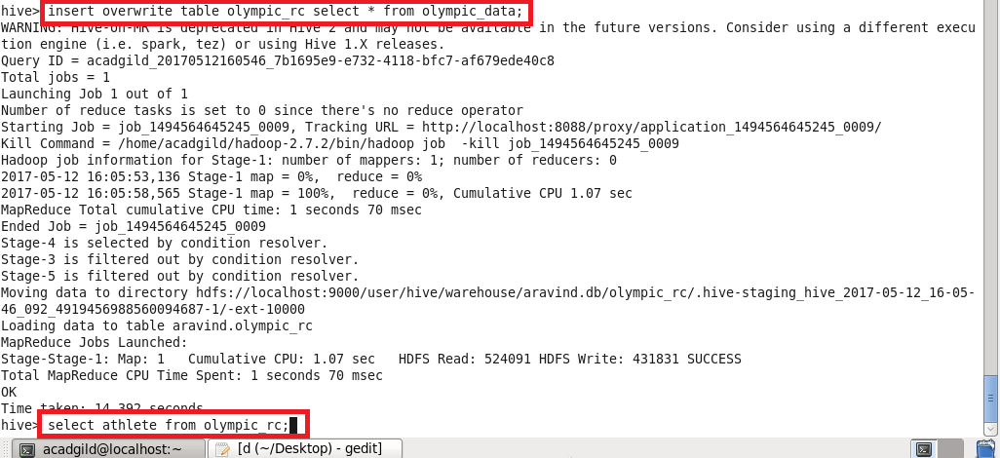 hive> insert overwrite table olympic_rc select * from olympic_data;
WARNING: Hive-on-MR is deprecated in Hive 2 and may not be available in the future versions. Consider using a different execu
tion engine (i.e. spark, tez) or using Hive 1.X releases.
Query ID = acadgild_20170512160546_7b1695e9-e732-4118-bfc7-af679ede40c8
Total jobs = 1
Launching Job 1 out of 1
Number of reduce tasks is set to 0 since there's no reduce operator
Starting Job = job_1494564645245_0009, Tracking URL = http://localhost:8088/proxy/application_1494564645245_0009/
Kill Command = /home/acadgild/hadoop-2.7.2/bin/hadoop job  -kill job_1494564645245_0009
Hadoop job information for Stage-1: number of mappers: 1; number of reducers: 0
2017-05-12 16:05:53,136 Stage-1 map = 0%,  reduce = 0%
2017-05-12 16:05:58,565 Stage-1 map = 100%,  reduce = 0%, Cumulative CPU 1.07 sec
MapReduce Total cumulative CPU time: 1 seconds 70 msec
Ended Job = job_1494564645245_0009
Stage-4 is selected by condition resolver.
Stage-3 is filtered out by condition resolver.
Stage-5 is filtered out by condition resolver.
Moving data to directory hdfs://localhost:9000/user/hive/warehouse/aravind.db/olympic_rc/.hive-staging_hive_2017-05-12_16-05-
46_092_4919456988560094687-1/-ext-10000
Loading data to table aravind.olympic_rc
MapReduce Jobs Launched:
Stage-Stage-1: Map: 1   Cumulative CPU: 1.07 sec   HDFS Read: 524091 HDFS Write: 431831 SUCCESS
Total MapReduce CPU Time Spent: 1 seconds 70 msec
OK
Time taken: 14.392 seconds
hive> select athlete from olympic_rc;
acadgild@localhost:~ [d (~/Desktop) - gedit]